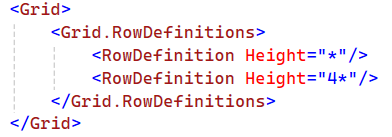 <Grid>
    <Grid.RowDefinitions>
        <RowDefinition Height="*"/>
        <RowDefinition Height="4*"/>
    </Grid.RowDefinitions>
</Grid>